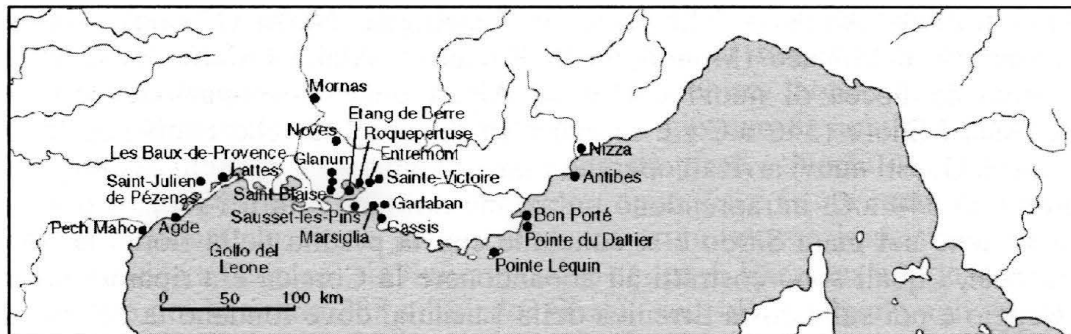 Mornas
Etang de Berre
Noves
Roquepertuse
Les Baux-de-Provence
Glanum
Entremont
Nizza
Lattes
Sainte-Victoire
Antibes
Saint-Julien
de Pézenas
Saint-Blaise
Sausset-les-Pins
Garlaban
Marsiglia
Cassis
Bon Porté
Pech Maho
Agde
Pointe du Dattier
Golfo del
Leone
Pointe Lequin
0 50 100 km